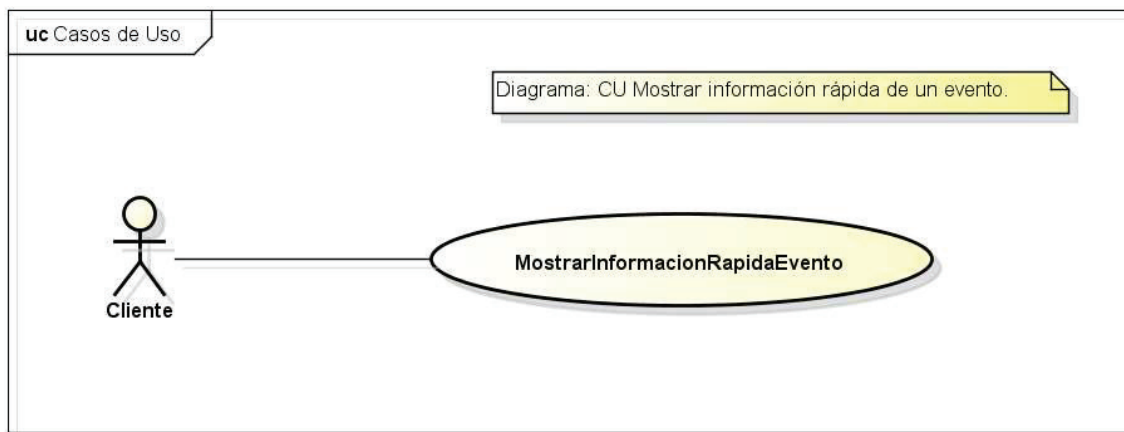 uc Casos de Uso
Diagrama: CU Mostrar información rápida de un evento.
MostrarInformacionRapidaEvento
Cliente